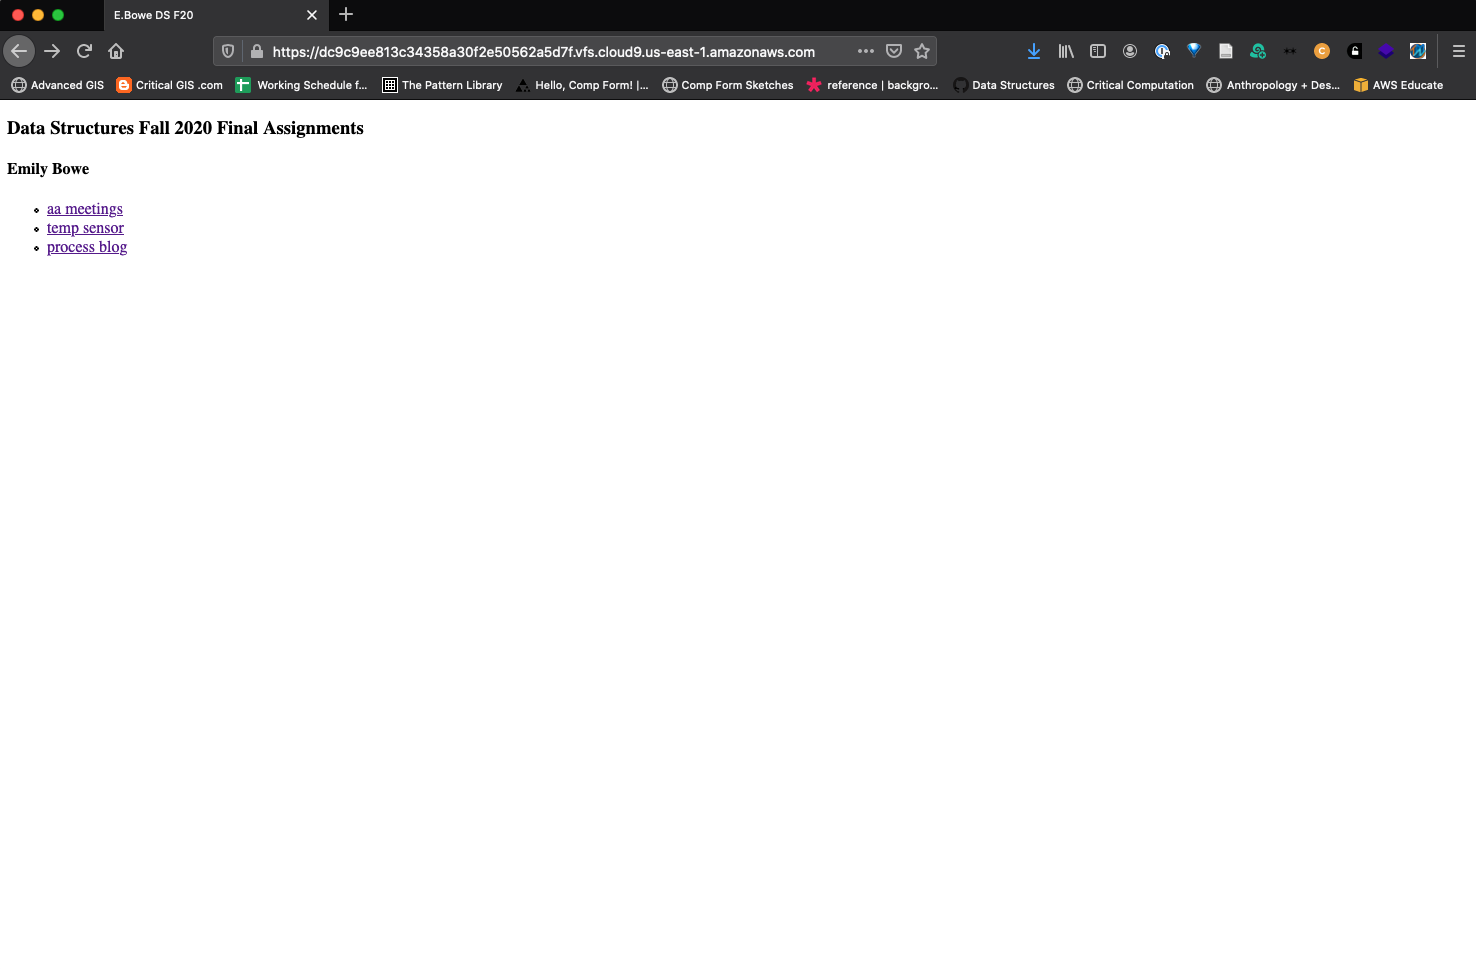 E.Bowe DS F20
https://dc9c9ee813c34358a30f2e50562a5d7f.vfs.cloud9.us-east-1.amazonaws.com
Advanced GIS Critical GIS .com Working Schedule f... The Pattern Library Hello, Comp Form! |... Comp Form Sketches reference | backgro... Data Structures Critical Computation Anthropology + Des... AWS Educate
Data Structures Fall 2020 Final Assignments
Emily Bowe
aa meetings
temp sensor
process blog